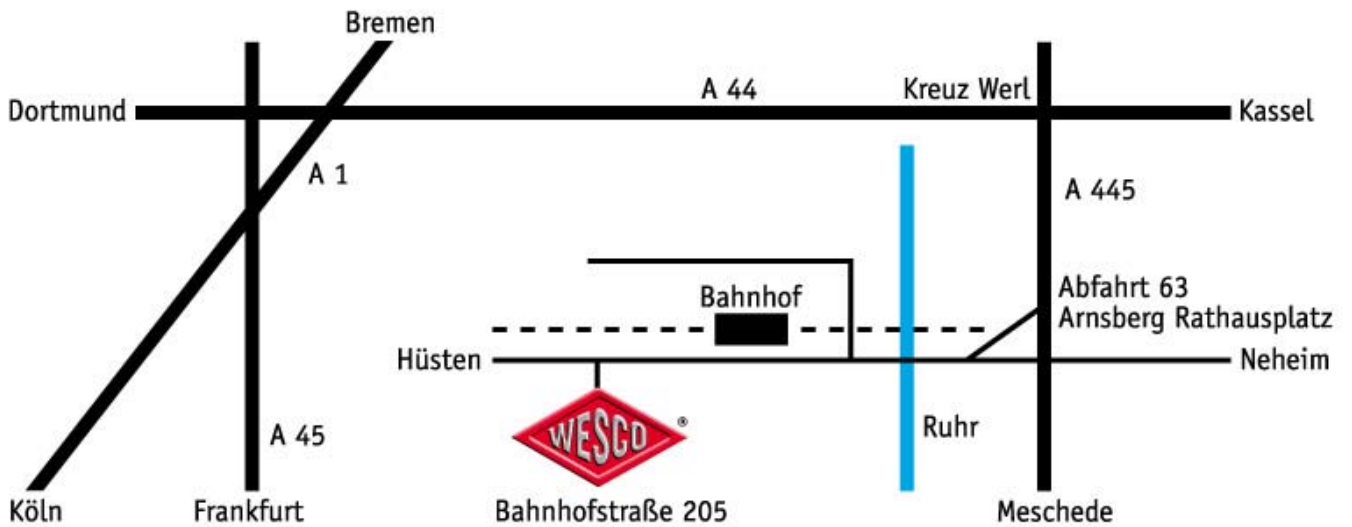 Bremen
Dortmund
A 44
Kreuz Werl
Kassel
A 1
A 445
Abfahrt 63
Arnsberg Rathausplatz
Bahnhof
Hüsten
Neheim
WESCO ®
A 45
Ruhr
Köln
Frankfurt
Bahnhofstraße 205
Meschede